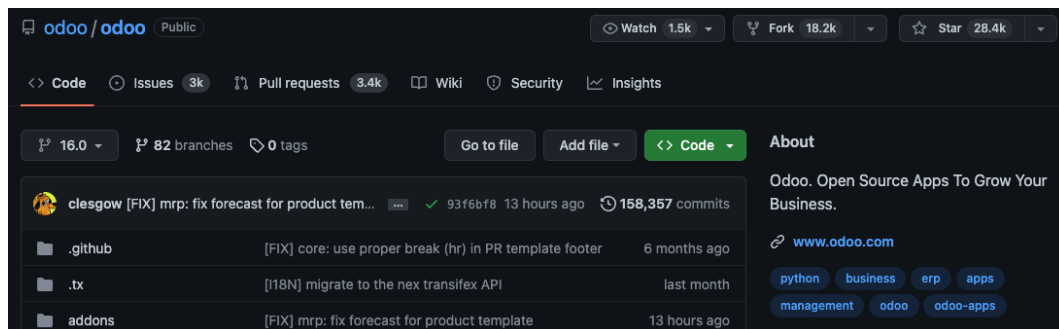 odoo / odoo Public Watch 1.5k Fork 18.2k Star 28.4k
Code Issues 3k Pull requests 3.4k Wiki Security Insights
16.0 82 branches 0 tags Go to file Add file Code
clesgow [FIX] mrp: fix forecast for product tem... ... 93f6bf8 13 hours ago 158,357 commits
.github [FIX] core: use proper break (hr) in PR template footer 6 months ago
.tx [I18N] migrate to the nex transifex API last month
addons [FIX] mrp: fix forecast for product template 13 hours ago
About
Odoo. Open Source Apps To Grow Your
Business.
www.odoo.com
python business erp apps
management odoo odoo-apps